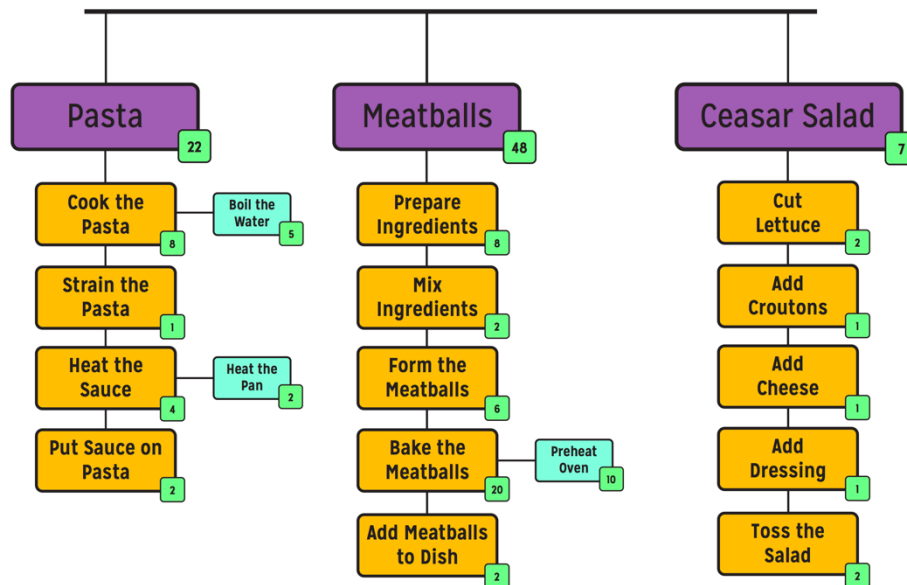 Pasta
22
Cook the
Pasta
8
Boil the
Water
5
Strain the
Pasta
1
Heat the
Sauce
4
Heat the
Pan
2
Put Sauce on
Pasta
2
Meatballs
48
Prepare
Ingredients
8
Mix
Ingredients
2
Form the
Meatballs
6
Bake the
Meatballs
20
Preheat
Oven
10
Add Meatballs
to Dish
2
Ceasar Salad
7
Cut
Lettuce
2
Add
Croutons
1
Add
Cheese
1
Add
Dressing
1
Toss the
Salad
2